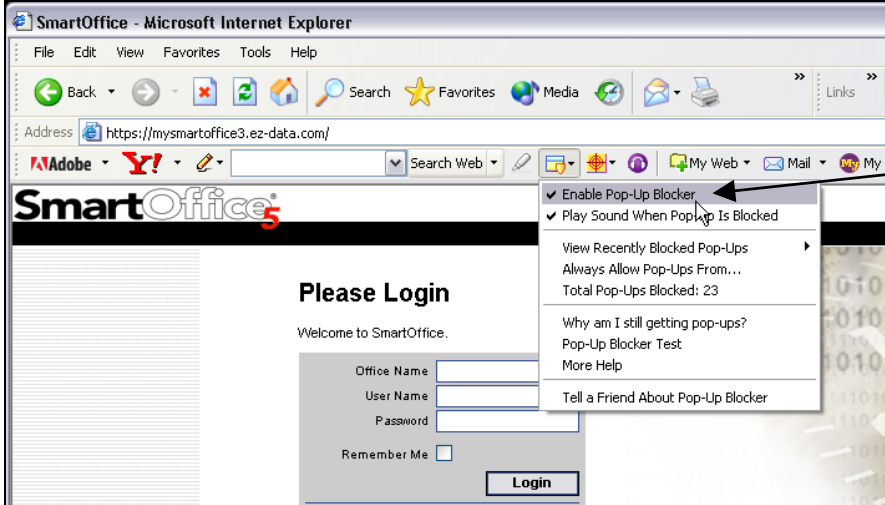 SmartOffice - Microsoft Internet Explorer
File Edit View Favorites Tools Help
Back Search Favorites Media » Links »
Address https://mysmartoffice3.ez-data.com/
Adobe Y! Search Web My Web Mail My
SmartOffice 5
Enable Pop-Up Blocker
Play Sound When Pop-Up Is Blocked
View Recently Blocked Pop-Ups
Always Allow Pop-Ups From...
Total Pop-Ups Blocked: 23
Why am I still getting pop-ups?
Pop-Up Blocker Test
More Help
Tell a Friend About Pop-Up Blocker
Please Login
Welcome to SmartOffice.
Office Name
User Name
Password
Remember Me
Login